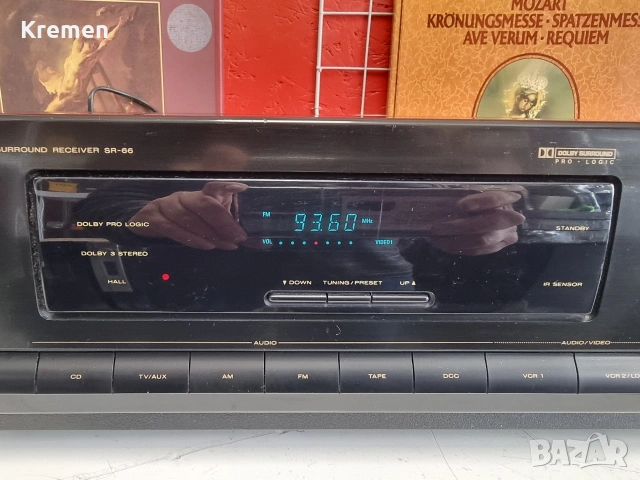 Kremen
MOZART
KRÖNUNGSMESSE · SPATZENMESS
AVE VERUM · REQUIEM
SURROUND RECEIVER SR-66
DOLBY SURROUND
PRO · LOGIC
FM
93.60 MHz
VOL
VIDEO1
DOLBY PRO LOGIC
DOLBY 3 STEREO
HALL
STANDBY
IR SENSOR
▼ DOWN TUNING/PRESET UP ▲
AUDIO
AUDIO/VIDEO
CD
TV/AUX
AM
FM
TAPE
DCC
VCR 1
VCR 2/LD
BAZAR